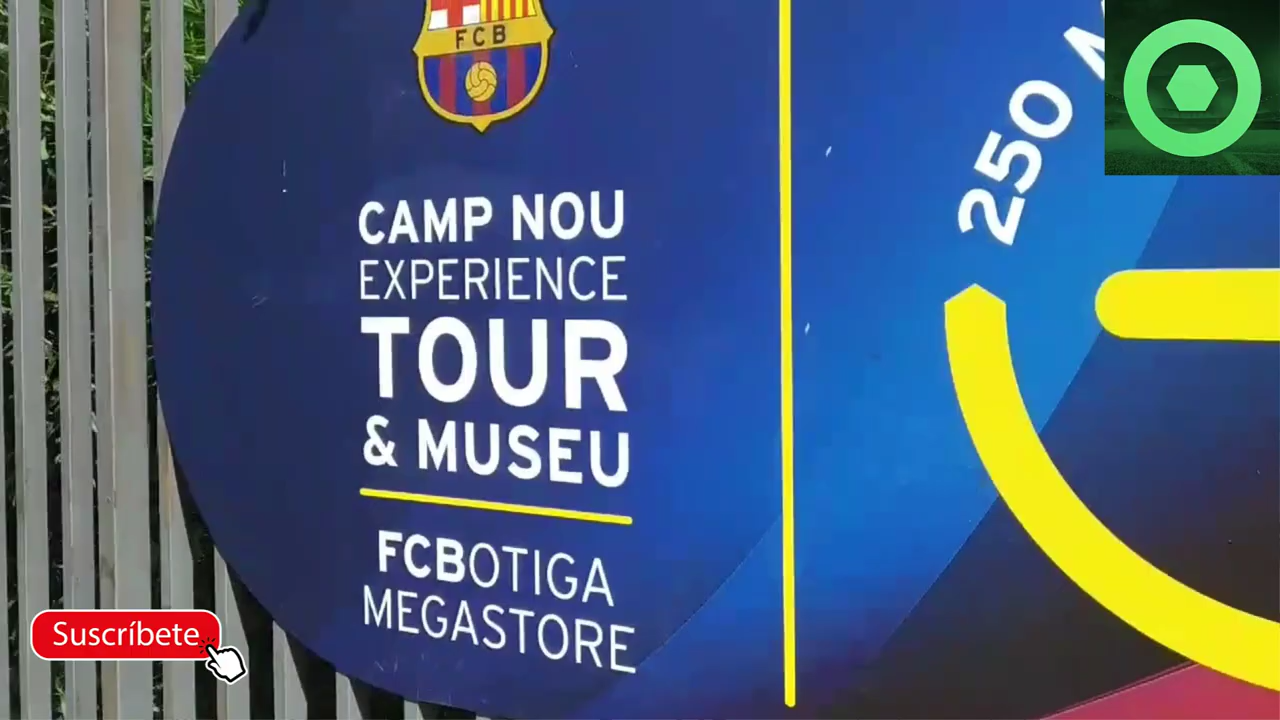 FCB
CAMP NOU
EXPERIENCE
TOUR
& MUSEU
FCBOTIGA
MEGASTORE
250
Suscríbete